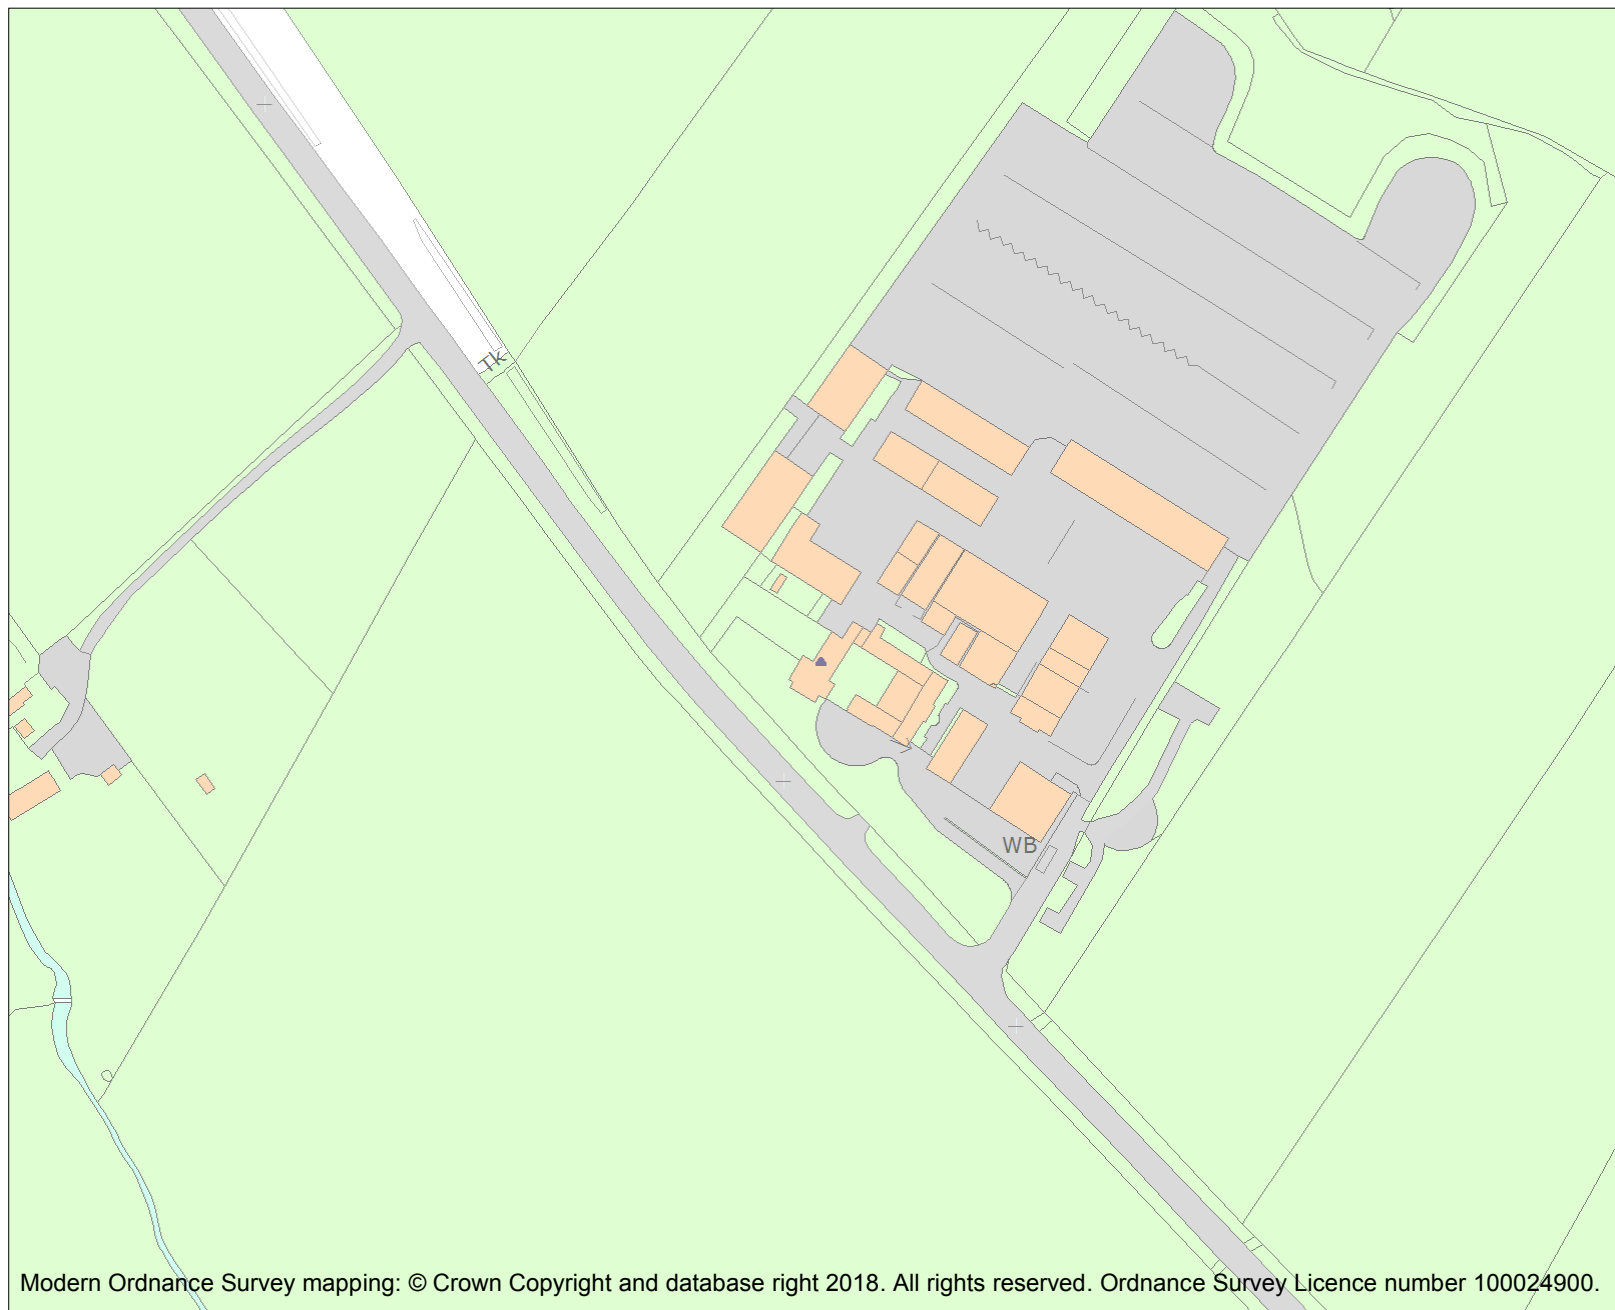 Tk
WB
Modern Ordnance Survey mapping: © Crown Copyright and database right 2018. All rights reserved. Ordnance Survey Licence number 100024900.